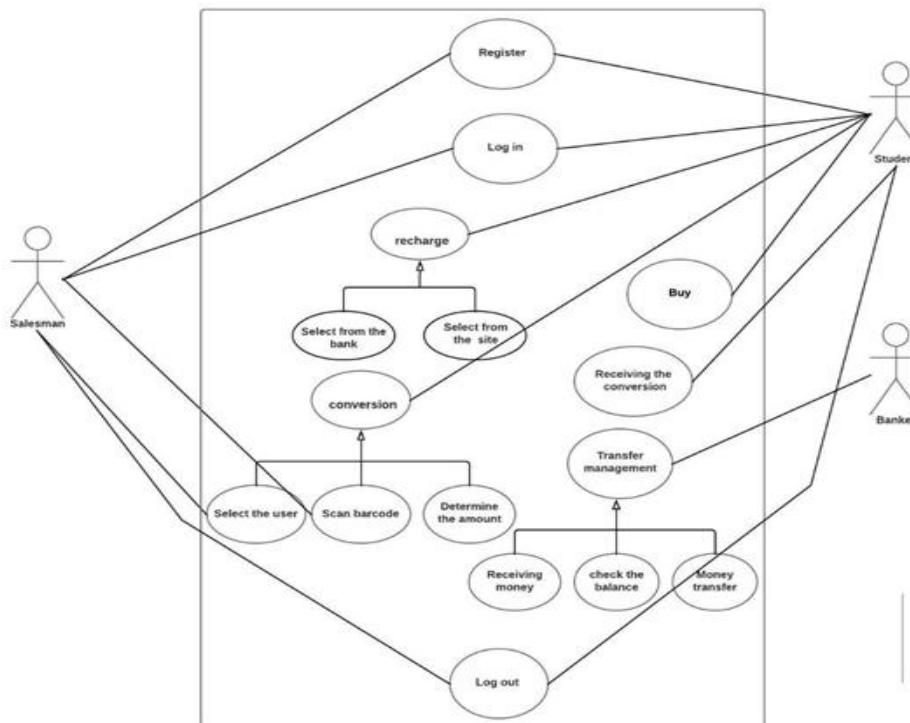 Register
Log in
Studen
recharge
Salesman
Buy
Select from the
bank
Select from
the site
Receiving the
conversion
conversion
Banke
Transfer
management
Select the user
Scan barcode
Determine
the amount
Receiving
money
check the
balance
Money
transfer
Log out